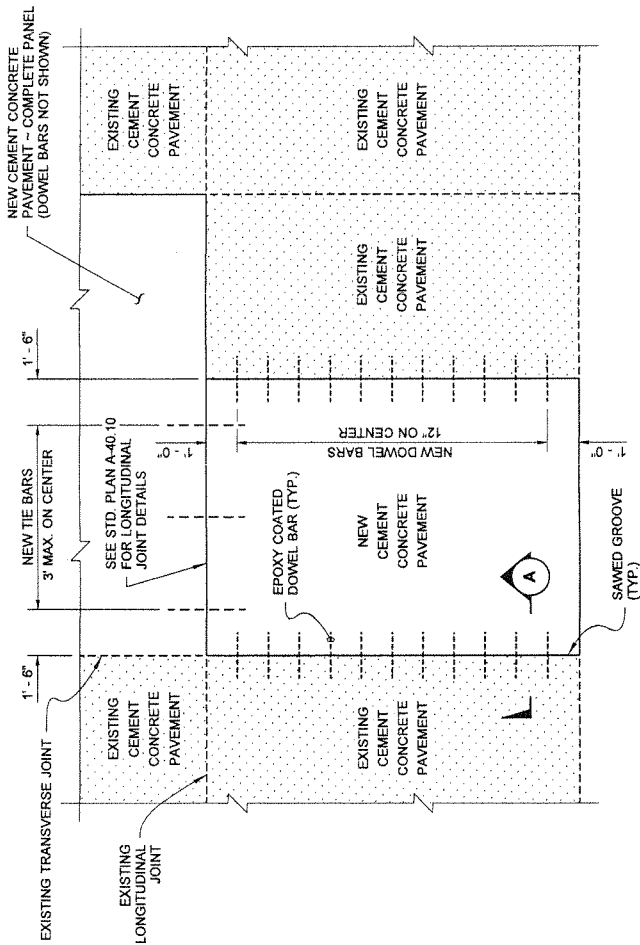 NEW CEMENT CONCRETE
PAVEMENT ~ COMPLETE PANEL
(DOWEL BARS NOT SHOWN)
1' - 6"
NEW TIE BARS
3' MAX. ON CENTER
1' - 6"
EXISTING TRANSVERSE JOINT
EXISTING
LONGITUDINAL
JOINT
EXISTING
CEMENT
CONCRETE
PAVEMENT
SEE STD. PLAN A-40.10
FOR LONGITUDINAL
JOINT DETAILS
EXISTING
CEMENT
CONCRETE
PAVEMENT
1' - 0"
NEW DOWEL BARS
12" ON CENTER
1' - 0"
EPOXY COATED
DOWEL BAR (TYP.)
EXISTING
CEMENT
CONCRETE
PAVEMENT
NEW
CEMENT
CONCRETE
PAVEMENT
EXISTING
CEMENT
CONCRETE
PAVEMENT
EXISTING
CEMENT
CONCRETE
PAVEMENT
A
SAWED GROOVE
(TYP.)